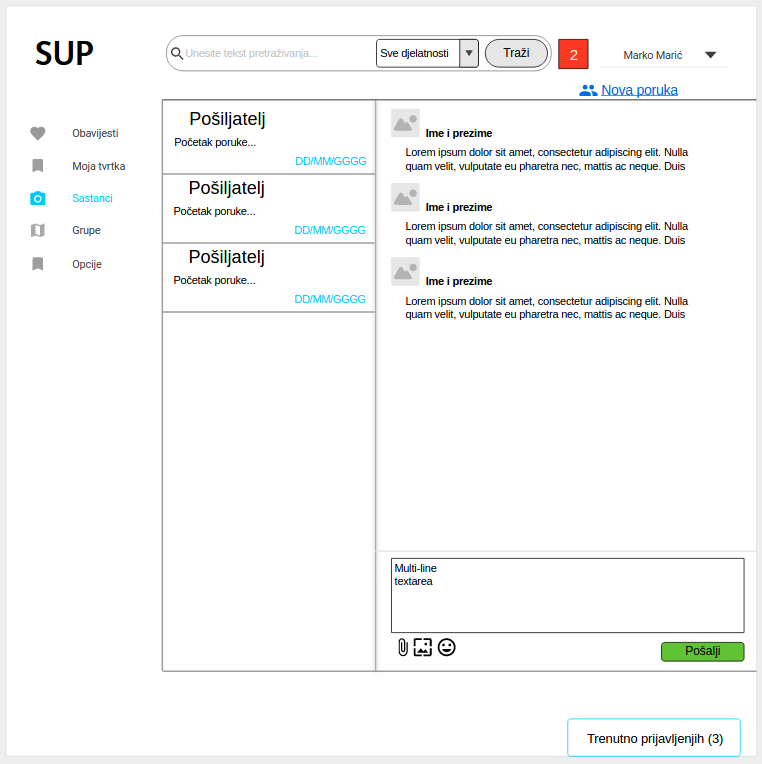 SUP
Unesite tekst pretraživanja...
Sve djelatnosti
Traži
2
Marko Marić
Nova poruka
Obavijesti
Moja tvrtka
Sastanci
Grupe
Opcije
Pošiljatelj
Početak poruke...
DD/MM/GGGG
Pošiljatelj
Početak poruke...
DD/MM/GGGG
Pošiljatelj
Početak poruke...
DD/MM/GGGG
Ime i prezime
Lorem ipsum dolor sit amet, consectetur adipiscing elit. Nulla
quam velit, vulputate eu pharetra nec, mattis ac neque. Duis
Ime i prezime
Lorem ipsum dolor sit amet, consectetur adipiscing elit. Nulla
quam velit, vulputate eu pharetra nec, mattis ac neque. Duis
Ime i prezime
Lorem ipsum dolor sit amet, consectetur adipiscing elit. Nulla
quam velit, vulputate eu pharetra nec, mattis ac neque. Duis
Multi-line
textarea
Pošalji
Trenutno prijavljenjih (3)